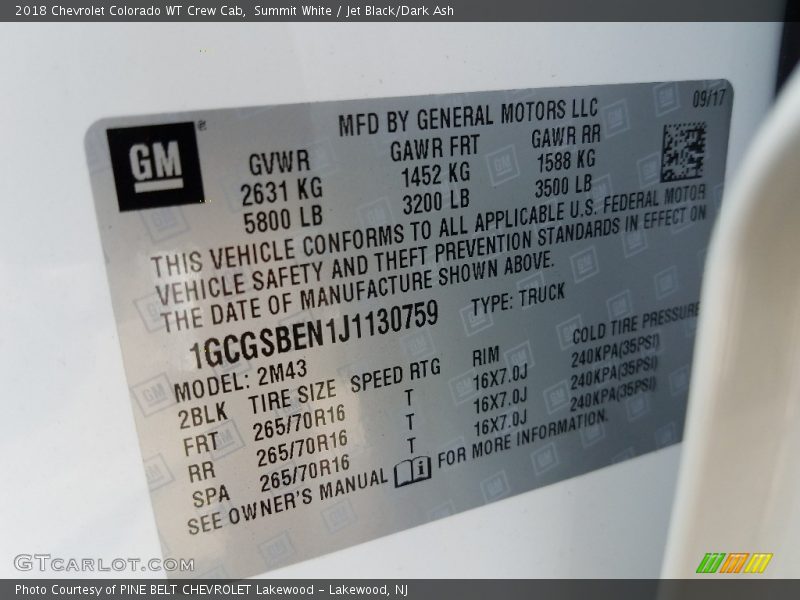 2018 Chevrolet Colorado WT Crew Cab, Summit White / Jet Black/Dark Ash
GM
MFD BY GENERAL MOTORS LLC
09/17
GVWR GAWR FRT GAWR RR
2631 KG 1452 KG 1588 KG
5800 LB 3200 LB 3500 LB
THIS VEHICLE CONFORMS TO ALL APPLICABLE U.S. FEDERAL MOTOR
VEHICLE SAFETY AND THEFT PREVENTION STANDARDS IN EFFECT ON
THE DATE OF MANUFACTURE SHOWN ABOVE.
1GCGSBEN1J1130759 TYPE: TRUCK
MODEL: 2M43
2BLK TIRE SIZE SPEED RTG RIM COLD TIRE PRESSURE
FRT 265/70R16 T 16X7.0J 240KPA(35PSI)
RR 265/70R16 T 16X7.0J 240KPA(35PSI)
SPA 265/70R16 T 16X7.0J 240KPA(35PSI)
SEE OWNER'S MANUAL FOR MORE INFORMATION.
GTcarlot.com
Photo Courtesy of PINE BELT CHEVROLET Lakewood - Lakewood, NJ